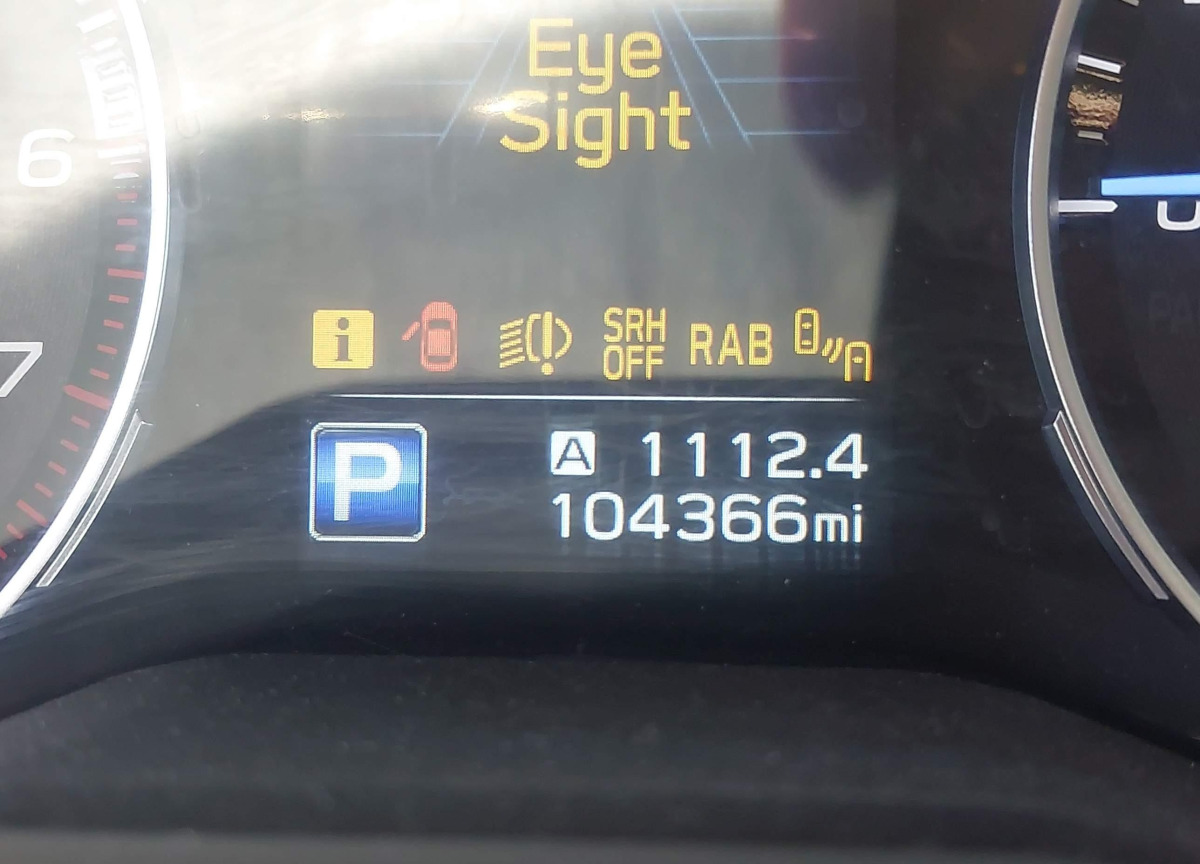 Eye
Sight
6
7
i
SRH
OFF
RAB
P
A 1112.4
104366mi